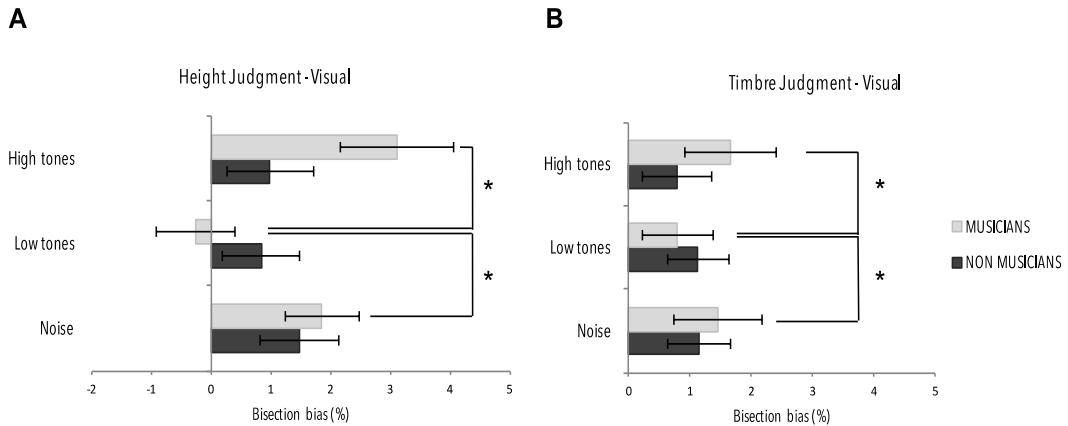 A
Height Judgment - Visual
High tones
*
Low tones
*
Noise
-2 -1 0 1 2 3 4 5
Bisection bias (%)
B
Timbre Judgment - Visual
High tones
*
Low tones
*
Noise
0 1 2 3 4 5
Bisection bias (%)
MUSICIANS
NON MUSICIANS